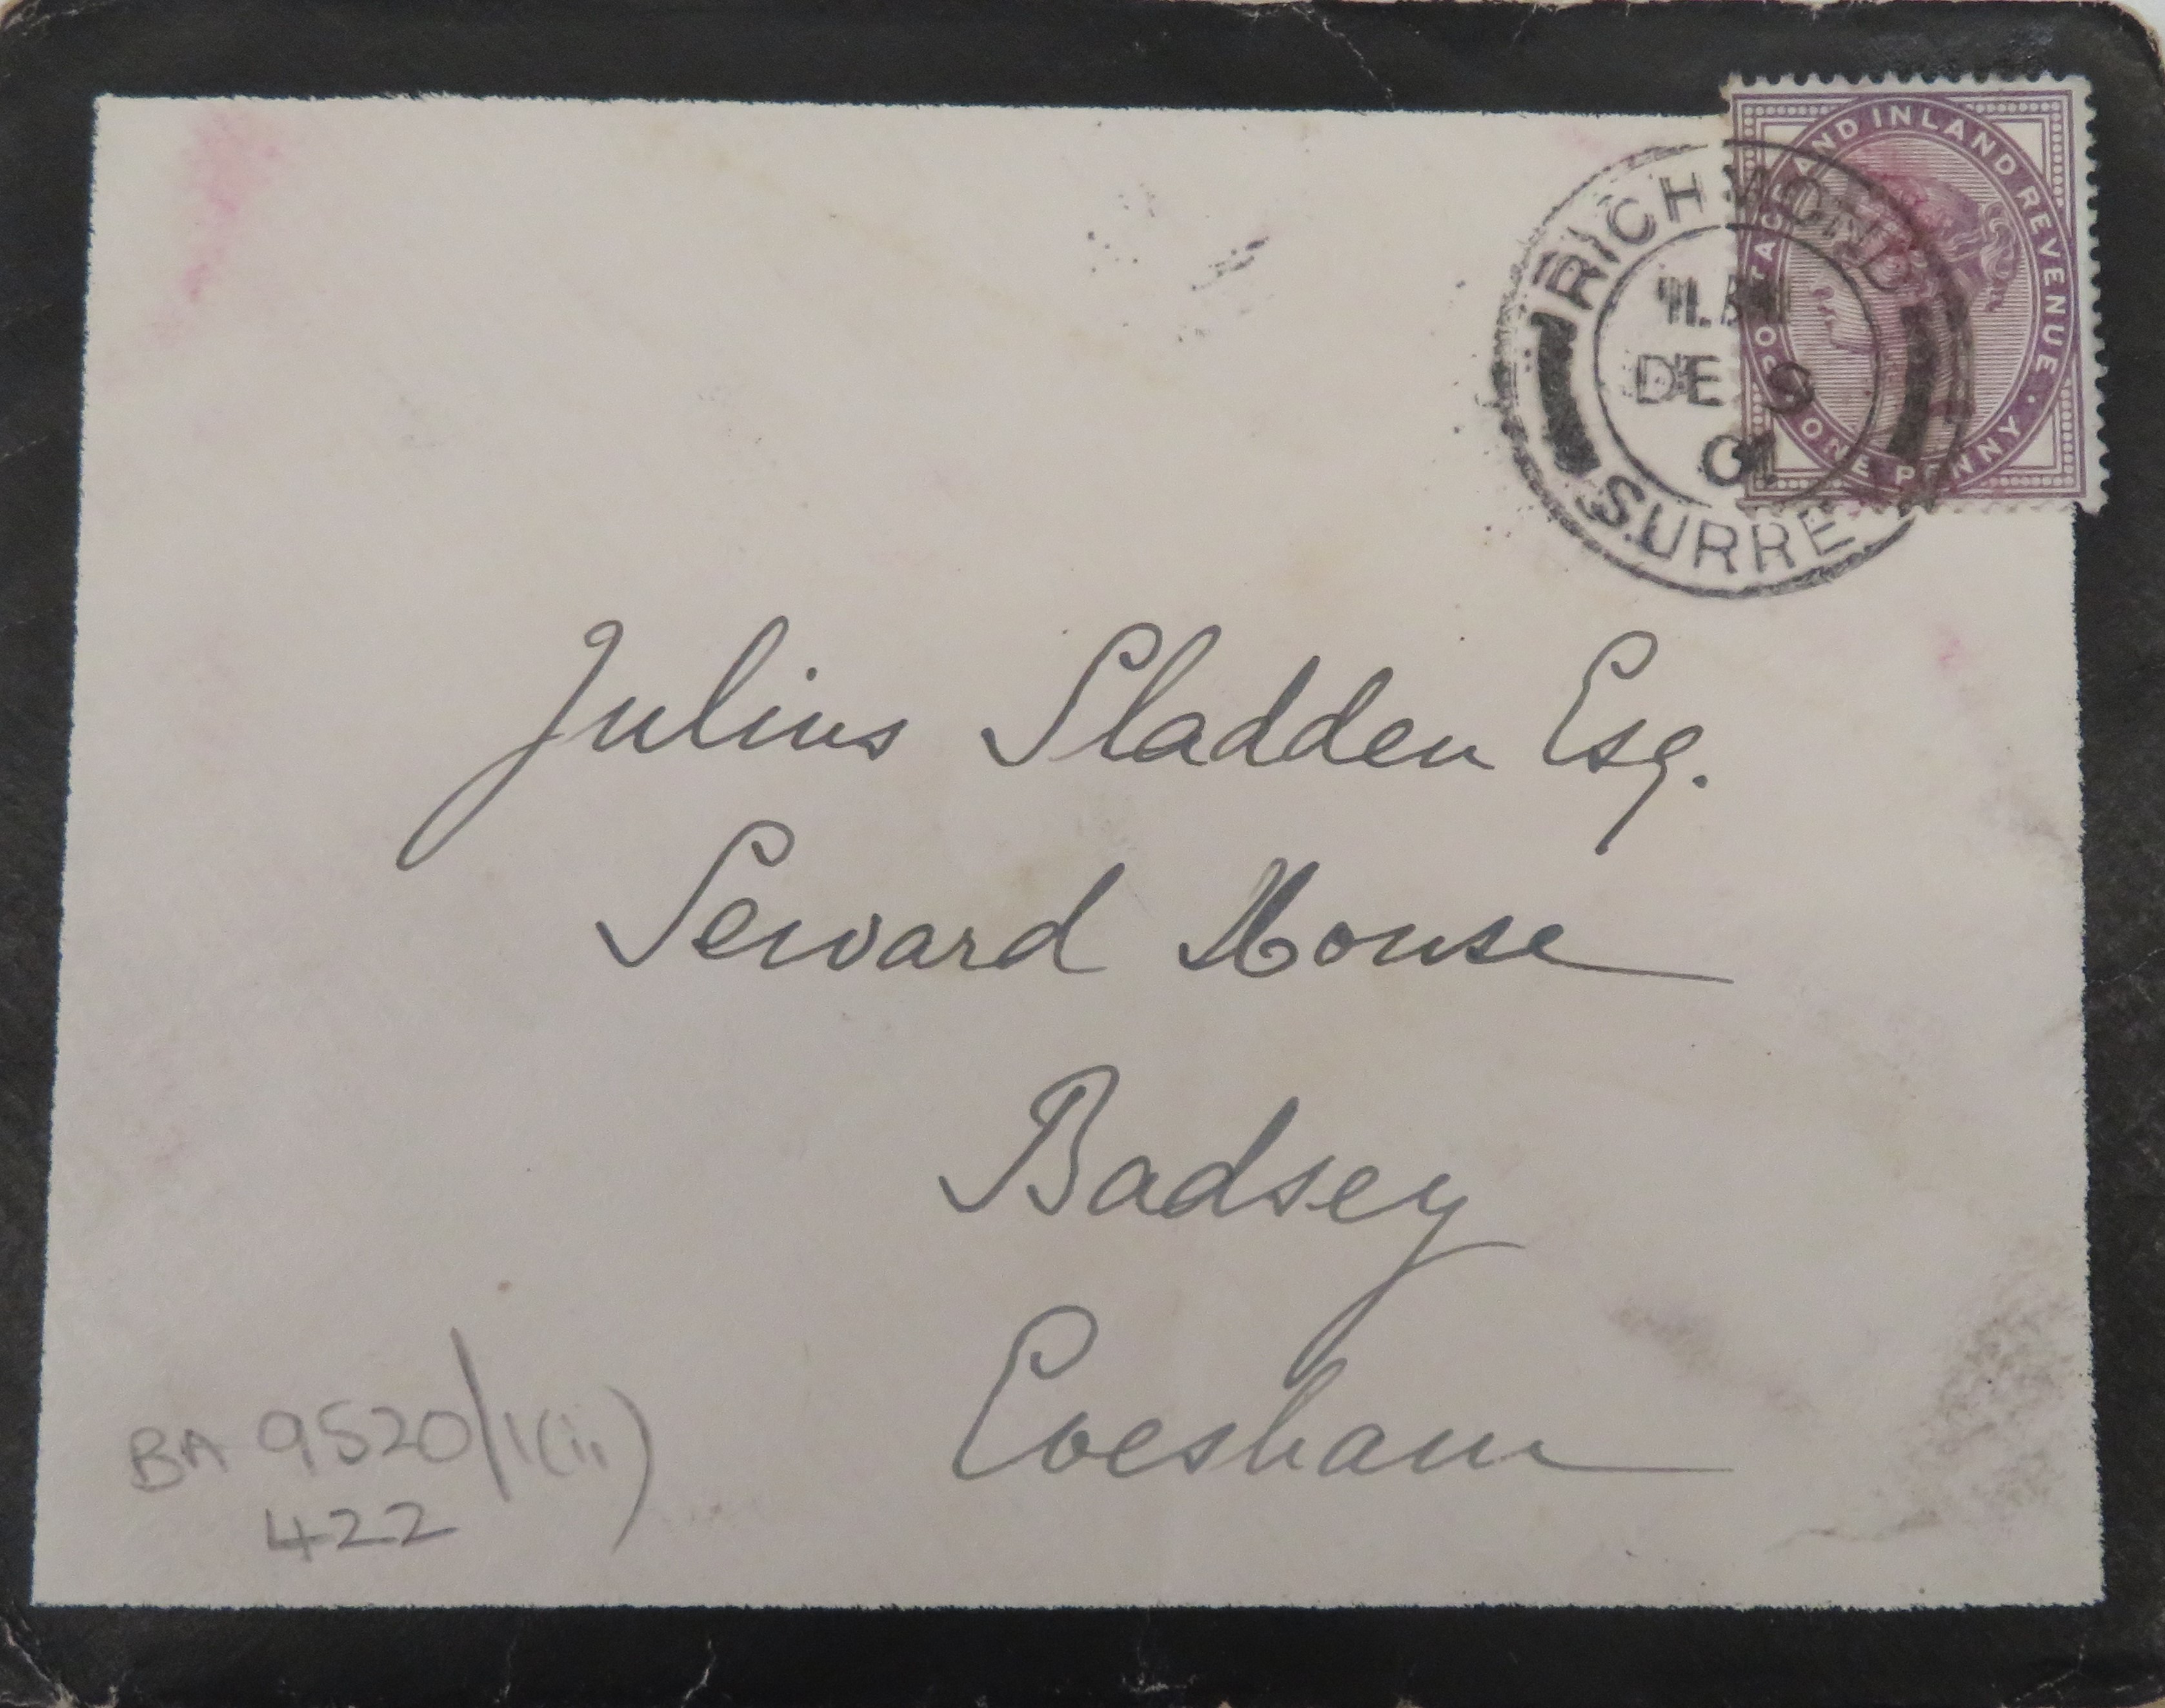 POSTAGE AND INLAND REVENUE
ONE PENNY
RICHMOND
DE 9
01
SURREY
Julius Sladden Esq.
Seward House
Badsey
Evesham
BA 9520/1(ii)
422